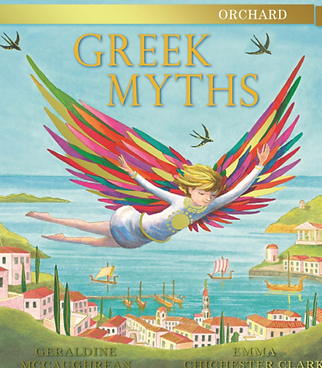 ORCHARD
GREEK
MYTHS
GERALDINE
McCAUGHREAN
EMMA
CHICHESTER CLARK